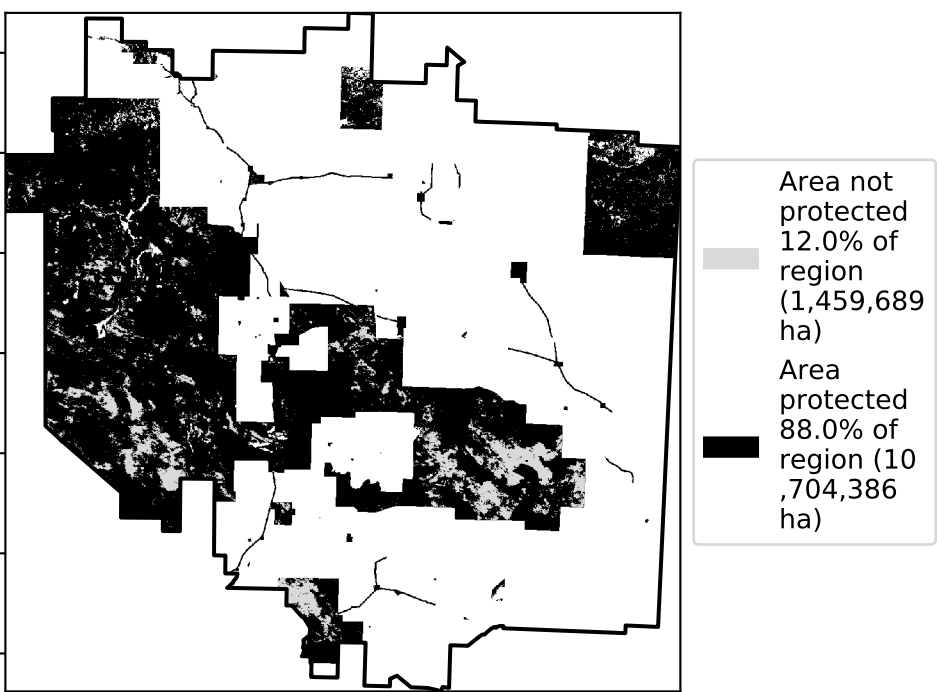 Area not
protected
12.0% of
region
(1,459,689
ha)
Area
protected
88.0% of
region (10
,704,386
ha)